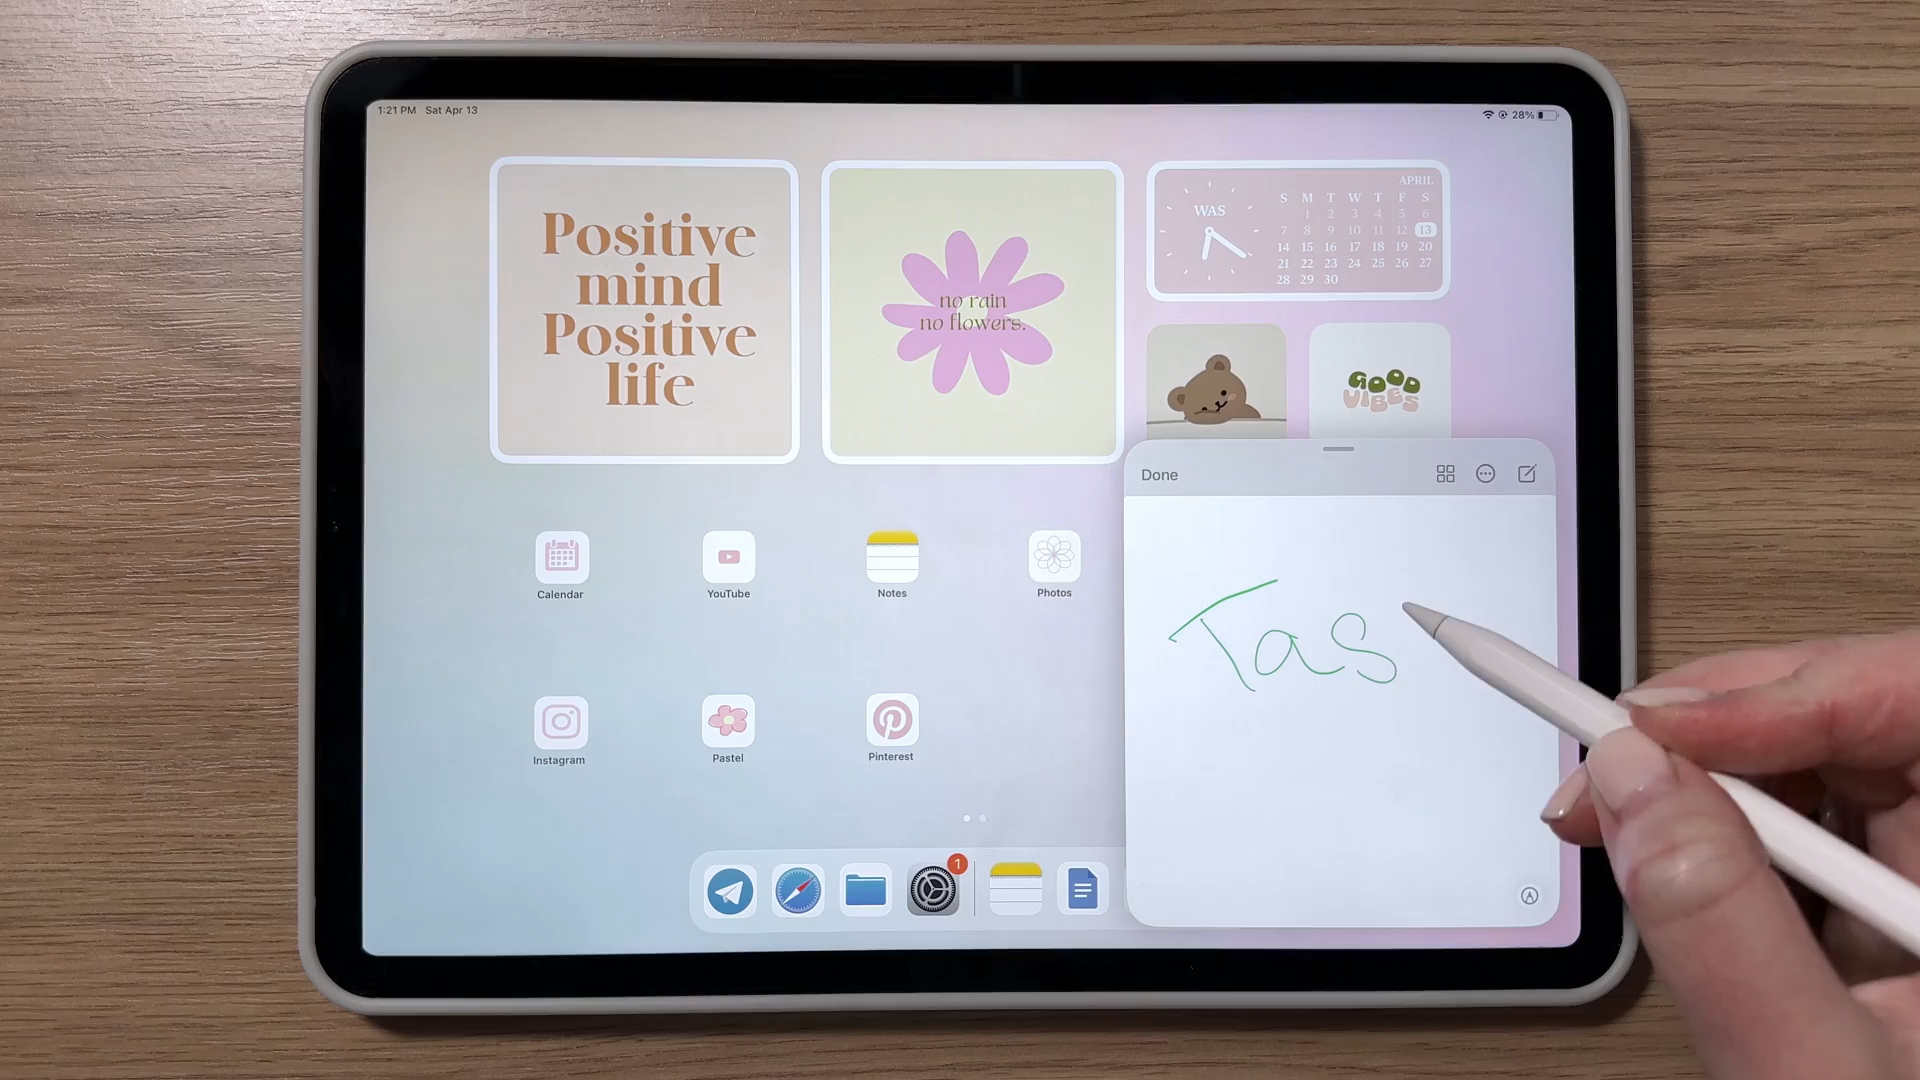 1:21 PM Sat Apr 13
28%
Positive
mind
Positive
life
no rain
no flowers.
WAS
APRIL
S M T W T F S
1 2 3 4 5 6
7 8 9 10 11 12 13
14 15 16 17 18 19 20
21 22 23 24 25 26 27
28 29 30
GOOD
VIBES
Done
Tas
Calendar
YouTube
Notes
Photos
Instagram
Pastel
Pinterest
1